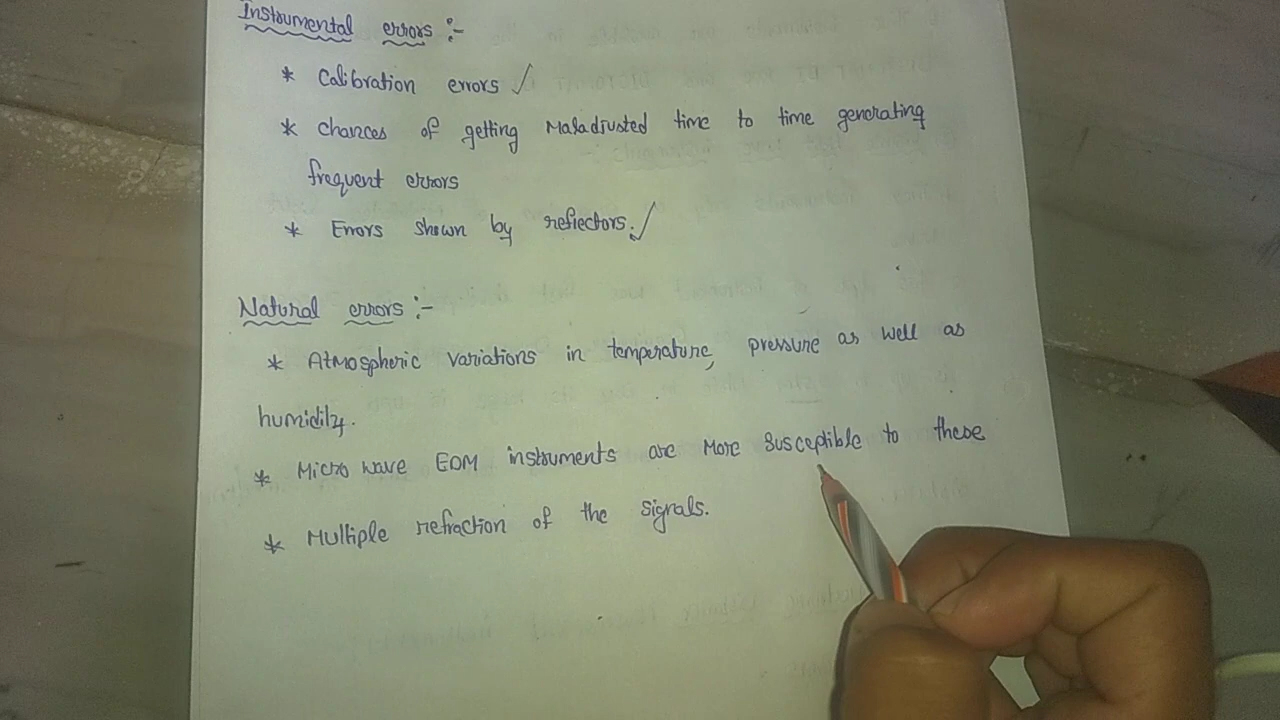 Instrumental errors :-
* Calibration errors ✓
* chances of getting Maladjusted time to time generating
frequent errors
* Errors shown by reflectors. ✓
Natural errors :-
* Atmospheric variations in temperature, pressure as well as
humidity.
* Micro wave EDM instruments are more susceptible to these
* Multiple refraction of the signals.